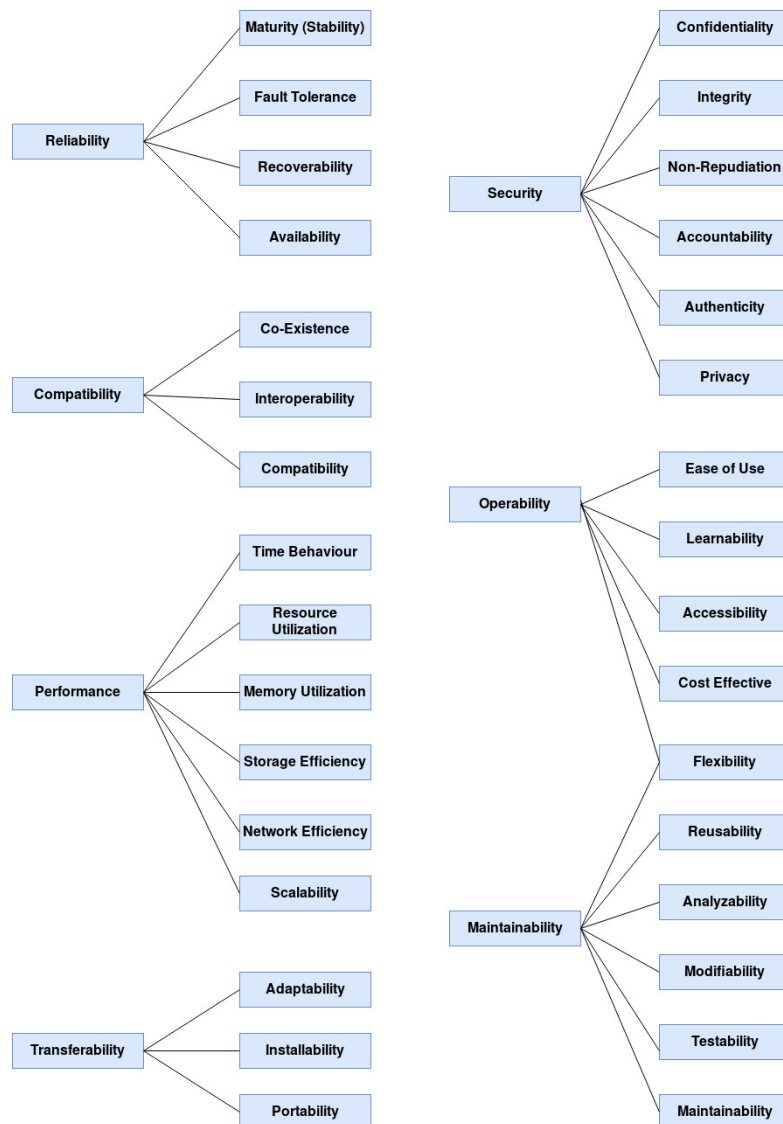 Reliability
Maturity (Stability)
Fault Tolerance
Recoverability
Availability
Compatibility
Co-Existence
Interoperability
Compatibility
Performance
Time Behaviour
Resource
Utilization
Memory Utilization
Storage Efficiency
Network Efficiency
Scalability
Transferability
Adaptability
Installability
Portability
Security
Confidentiality
Integrity
Non-Repudiation
Accountability
Authenticity
Privacy
Operability
Ease of Use
Learnability
Accessibility
Cost Effective
Flexibility
Maintainability
Reusability
Analyzability
Modifiability
Testability
Maintainability